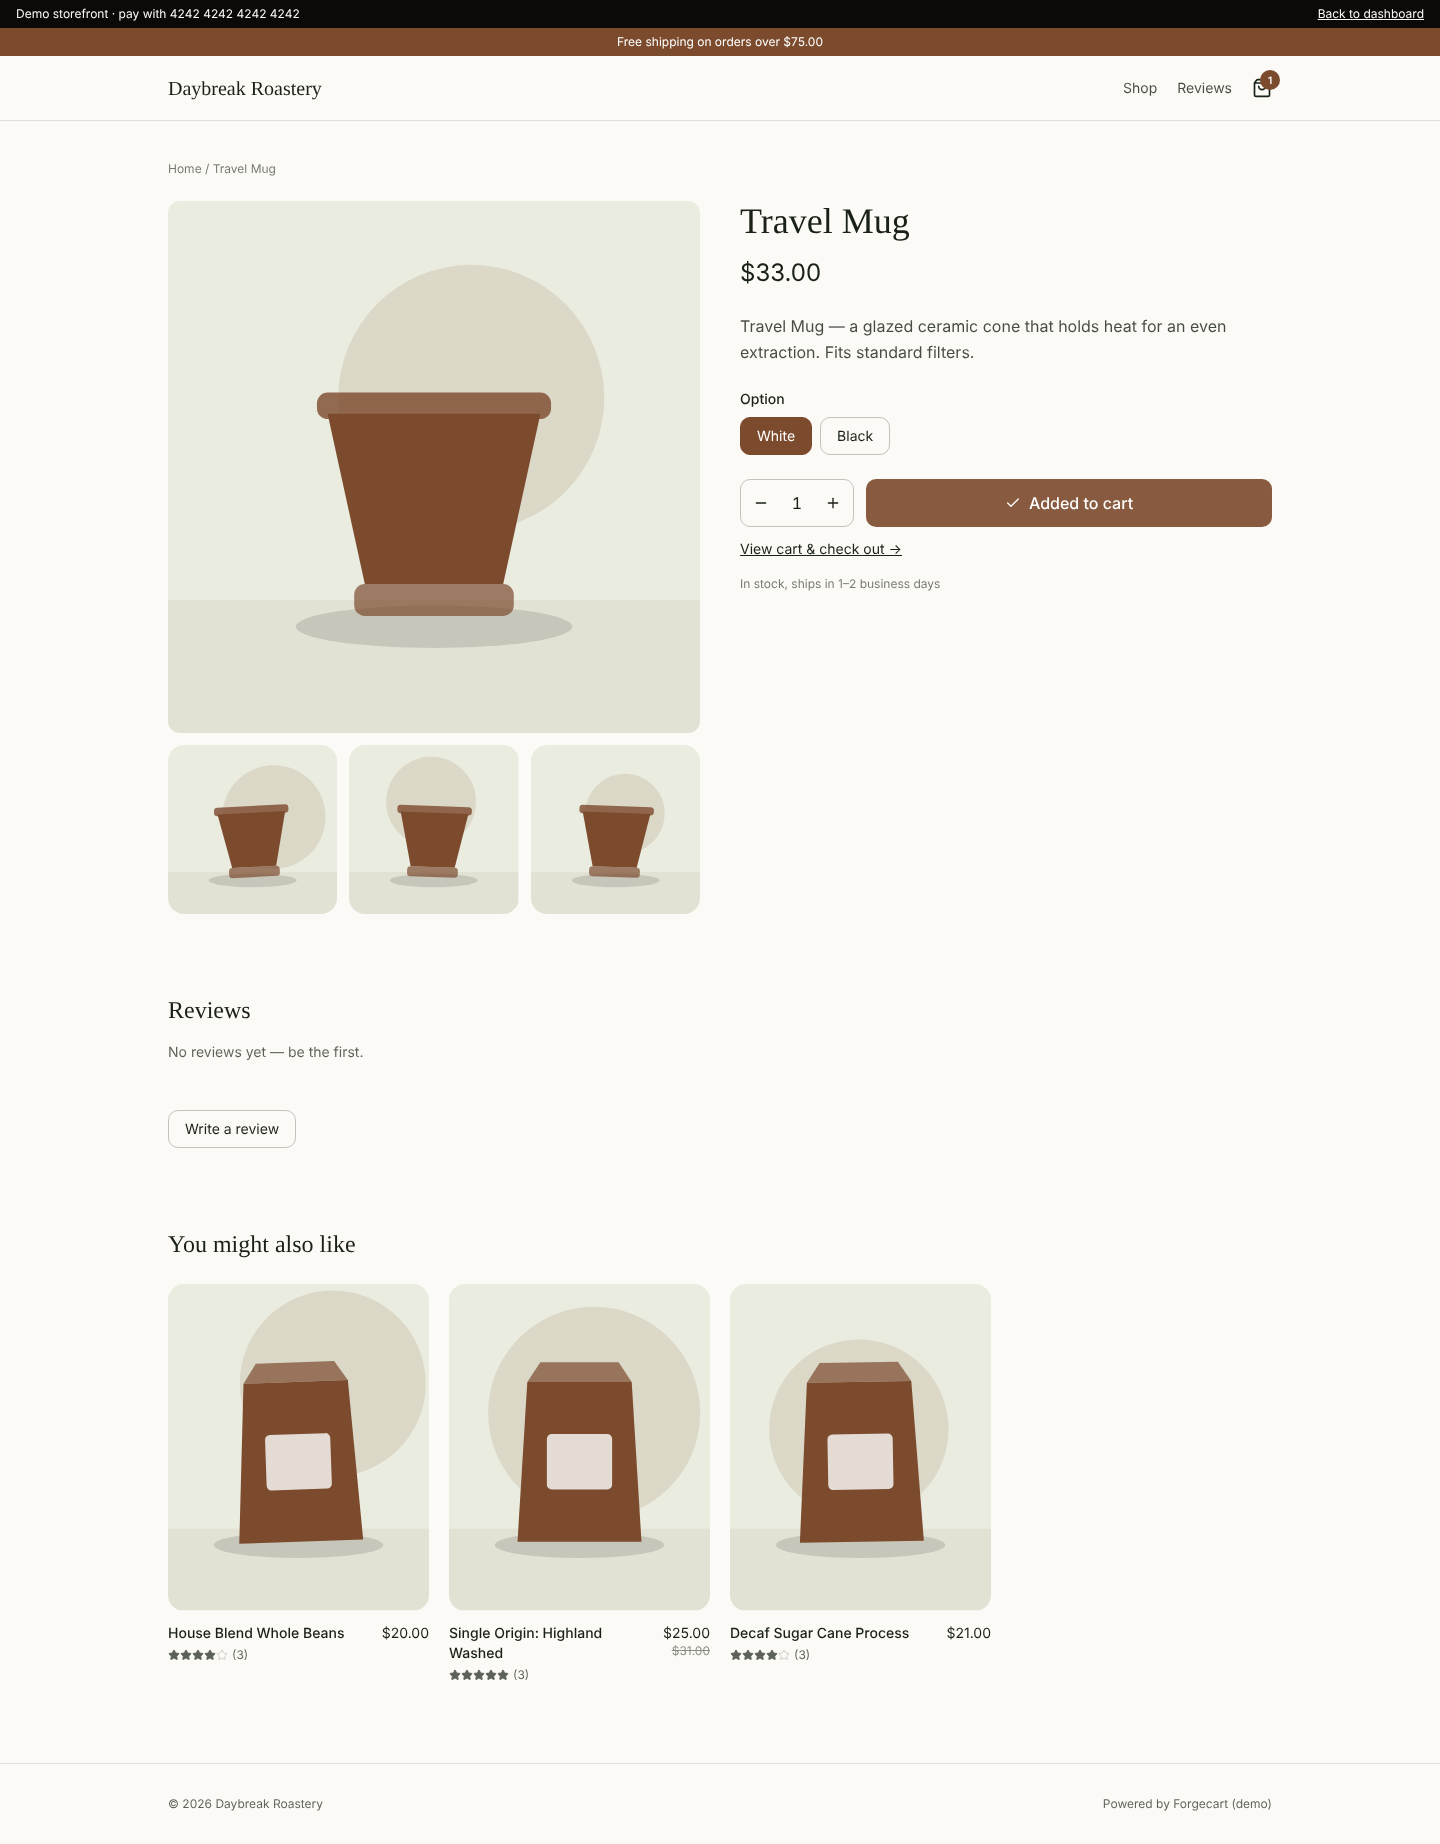 Demo storefront · pay with 4242 4242 4242 4242
Back to dashboard
Free shipping on orders over $75.00
Daybreak Roastery
Shop
Reviews
1
Home / Travel Mug
Travel Mug
$33.00
Travel Mug — a glazed ceramic cone that holds heat for an even
extraction. Fits standard filters.
Option
White
Black
1
Added to cart
View cart & check out →
In stock, ships in 1–2 business days
Reviews
No reviews yet — be the first.
Write a review
You might also like
House Blend Whole Beans
$20.00
(3)
Single Origin: Highland
Washed
$25.00
$31.00
(3)
Decaf Sugar Cane Process
$21.00
(3)
© 2026 Daybreak Roastery
Powered by Forgecart (demo)